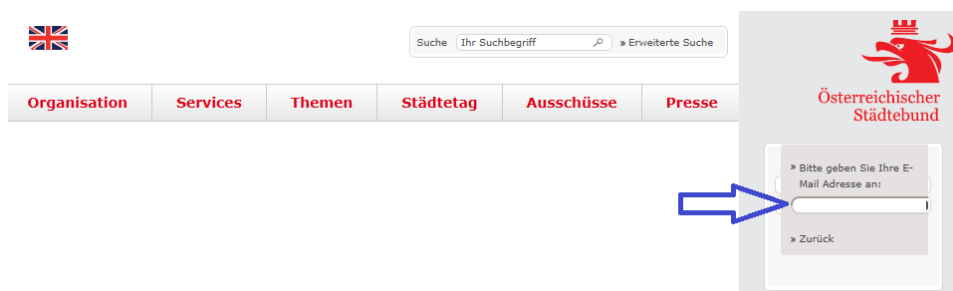 Suche Ihr Suchbegriff » Erweiterte Suche
Organisation Services Themen Städtetag Ausschüsse Presse
Österreichischer
Städtebund
» Bitte geben Sie Ihre E-
Mail Adresse an:
» Zurück